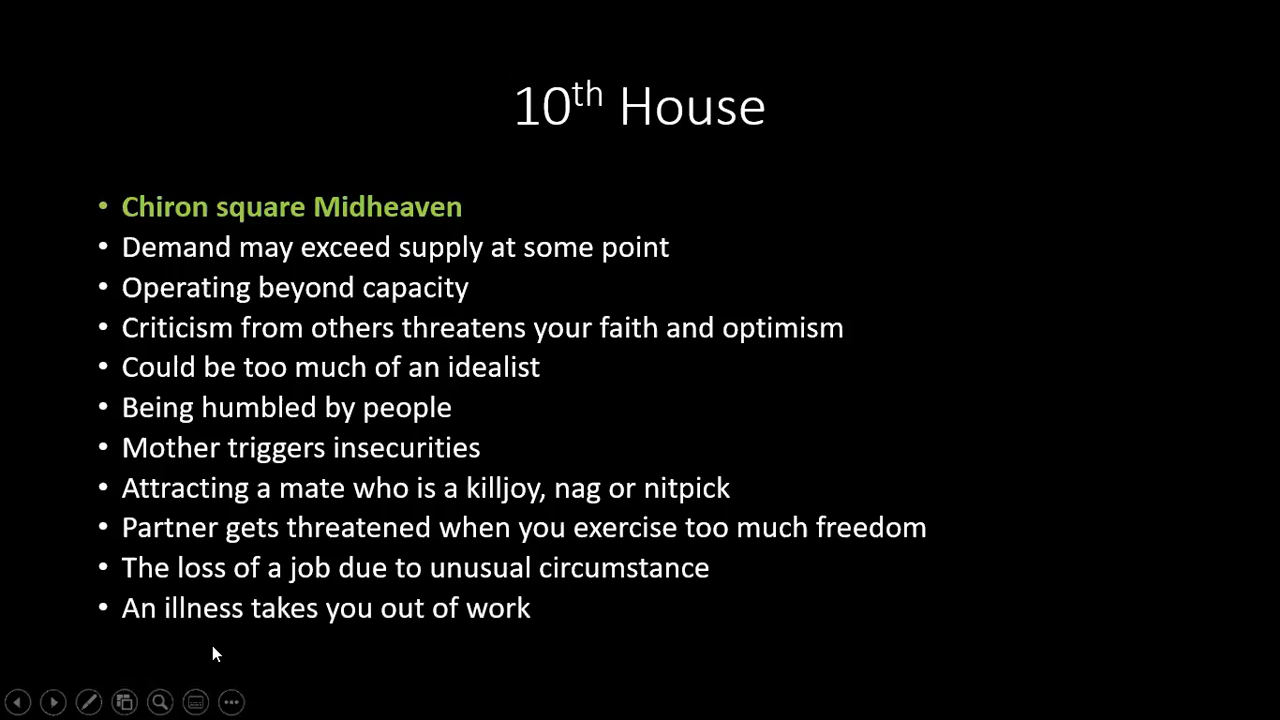 10th House
• Chiron square Midheaven
• Demand may exceed supply at some point
• Operating beyond capacity
• Criticism from others threatens your faith and optimism
• Could be too much of an idealist
• Being humbled by people
• Mother triggers insecurities
• Attracting a mate who is a killjoy, nag or nitpick
• Partner gets threatened when you exercise too much freedom
• The loss of a job due to unusual circumstance
• An illness takes you out of work